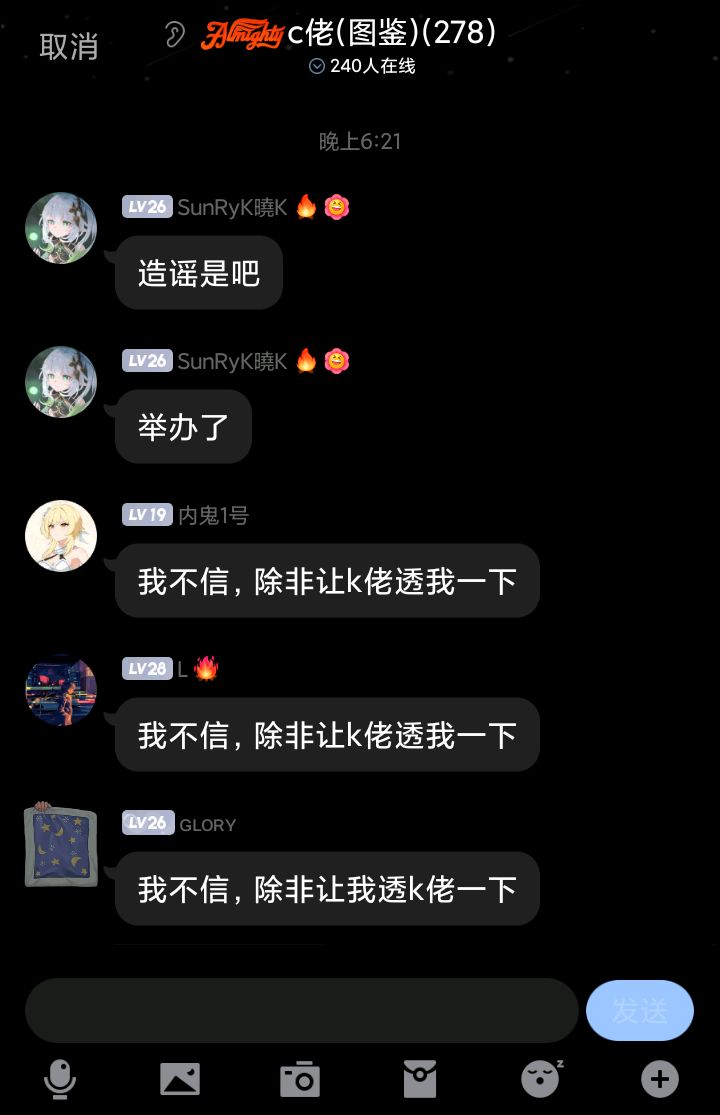 取消
Almighty c佬(图鉴)(278)
240人在线
晚上6:21
LV26 SunRyK曉K
造谣是吧
LV26 SunRyK曉K
举办了
LV19 内鬼1号
我不信，除非让k佬透我一下
LV28 L
我不信，除非让k佬透我一下
LV26 GLORY
我不信，除非让我透k佬一下
发送
z